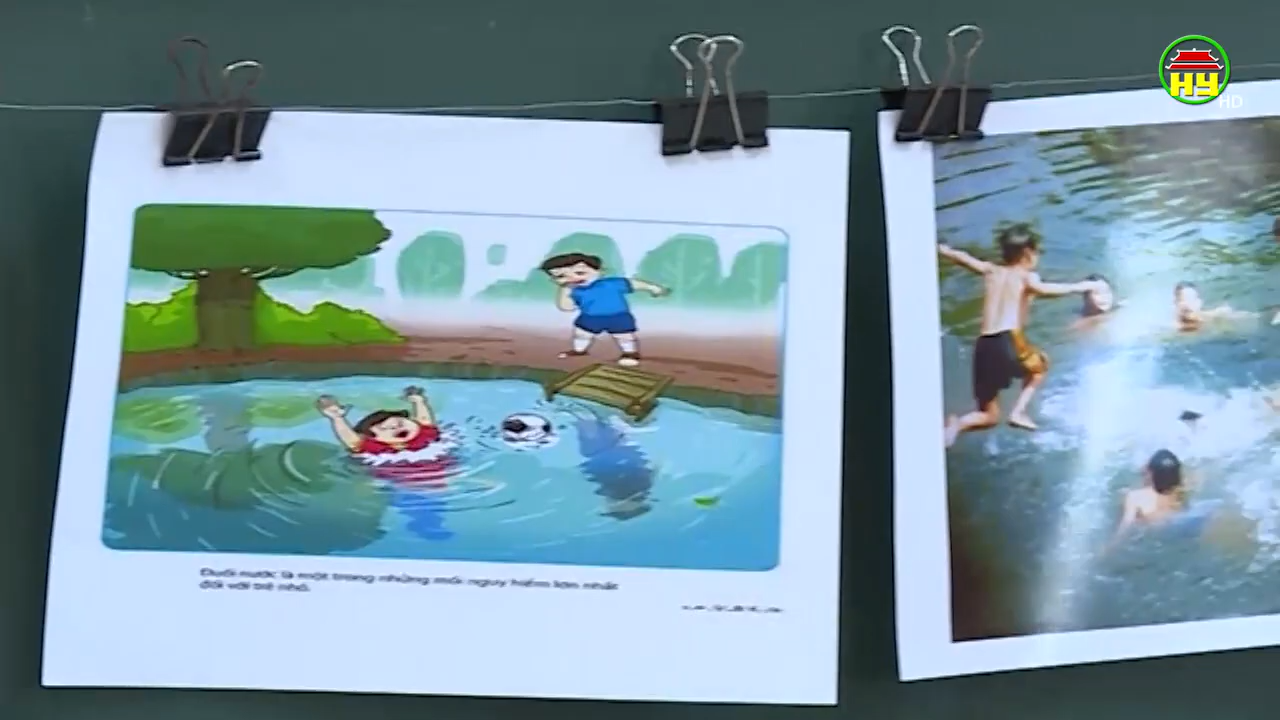 HY
HD
Đuối nước là một trong những mối nguy hiểm lớn nhất
đối với trẻ nhỏ.